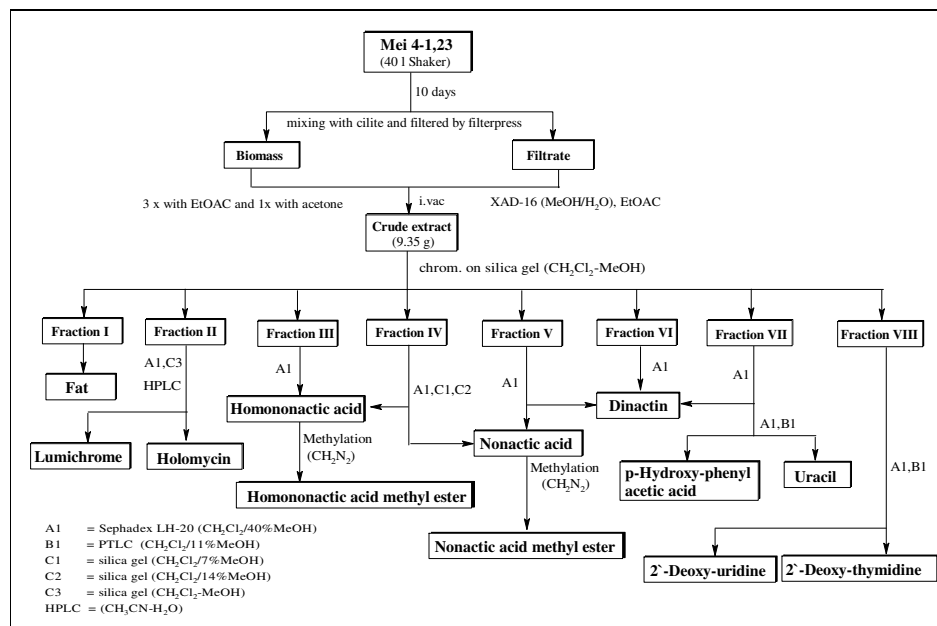 Mei 4-1,23
(40 l Shaker)
10 days
mixing with cilite and filtered by filterpress
Biomass
Filtrate
3 x with EtOAC and 1x with acetone
i.vac
XAD-16 (MeOH/H2O), EtOAC
Crude extract
(9.35 g)
chrom. on silica gel (CH2Cl2-MeOH)
Fraction I
Fraction II
Fraction III
Fraction IV
Fraction V
Fraction VI
Fraction VII
Fraction VIII
A1,C3
HPLC
A1
A1,C1,C2
A1
A1
A1
Fat
Homononactic acid
Dinactin
A1,B1
Lumichrome
Holomycin
Methylation
(CH2N2)
Nonactic acid
Methylation
(CH2N2)
p-Hydroxy-phenyl
acetic acid
Uracil
A1,B1
Homononactic acid methyl ester
Nonactic acid methyl ester
2`-Deoxy-uridine
2`-Deoxy-thymidine
A1 = Sephadex LH-20 (CH2Cl2/40%MeOH)
B1 = PTLC (CH2Cl2/11%MeOH)
C1 = silica gel (CH2Cl2/7%MeOH)
C2 = silica gel (CH2Cl2/14%MeOH)
C3 = silica gel (CH2Cl2-MeOH)
HPLC = (CH3CN-H2O)